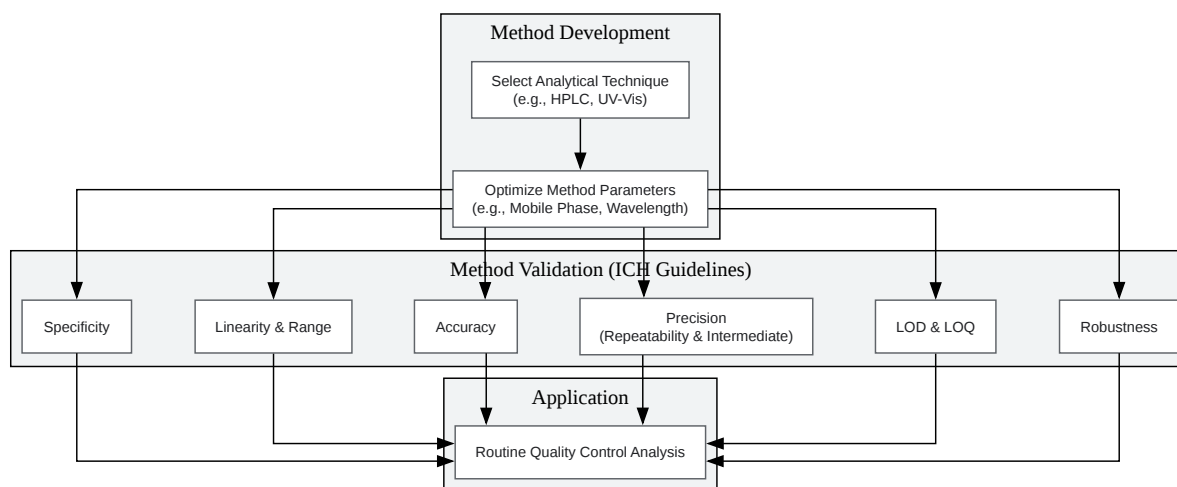 Method Development
Select Analytical Technique
(e.g., HPLC, UV-Vis)
Optimize Method Parameters
(e.g., Mobile Phase, Wavelength)
Method Validation (ICH Guidelines)
Specificity
Linearity & Range
Accuracy
Precision
(Repeatability & Intermediate)
LOD & LOQ
Robustness
Application
Routine Quality Control Analysis